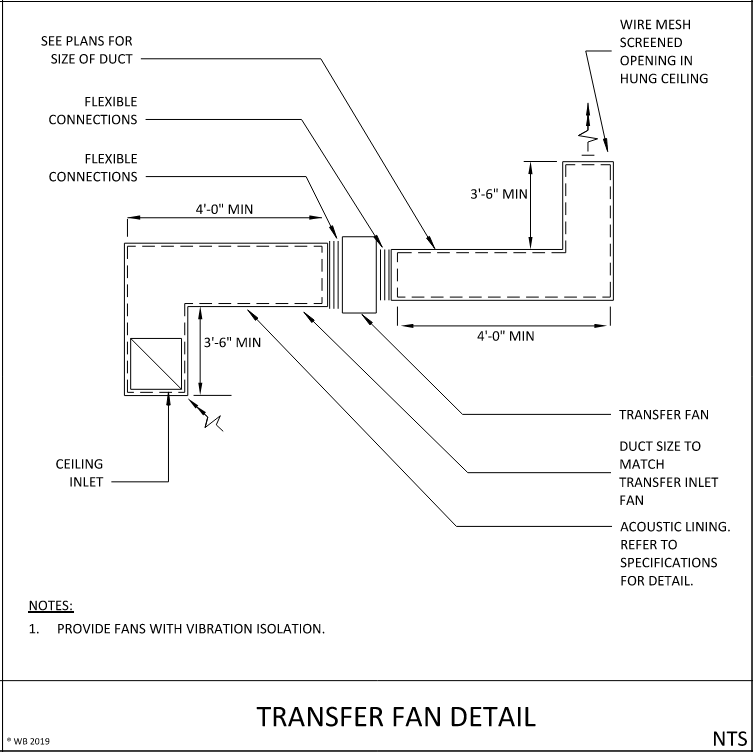 WIRE MESH
SCREENED
OPENING IN
HUNG CEILING
SEE PLANS FOR
SIZE OF DUCT
FLEXIBLE
CONNECTIONS
FLEXIBLE
CONNECTIONS
4'-0" MIN
3'-6" MIN
3'-6" MIN
4'-0" MIN
TRANSFER FAN
DUCT SIZE TO
MATCH
TRANSFER INLET
FAN
CEILING
INLET
ACOUSTIC LINING.
REFER TO
SPECIFICATIONS
FOR DETAIL.
NOTES:
1. PROVIDE FANS WITH VIBRATION ISOLATION.
TRANSFER FAN DETAIL
® WB 2019
NTS